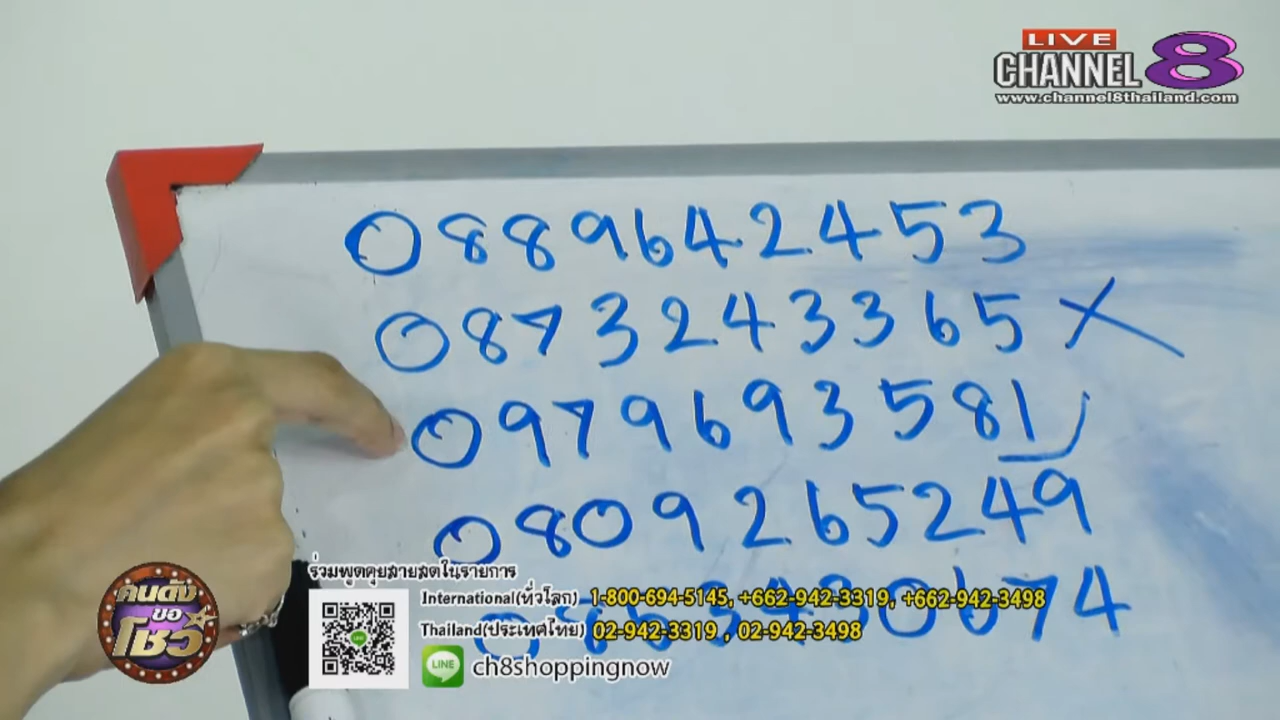 LIVE
CHANNEL 8
www.channel8thailand.com
0889642453
0873243365 X
0979693581
0809265249
ร่วมพูดคุยสายสดในรายการ
International(ทั่วโลก) 1-800-694-5145, +662-942-3319, +662-942-3498
Thailand(ประเทศไทย) 02-942-3319 , 02-942-3498
LINE ch8shoppingnow
คนดัง
ขอ
โชว์